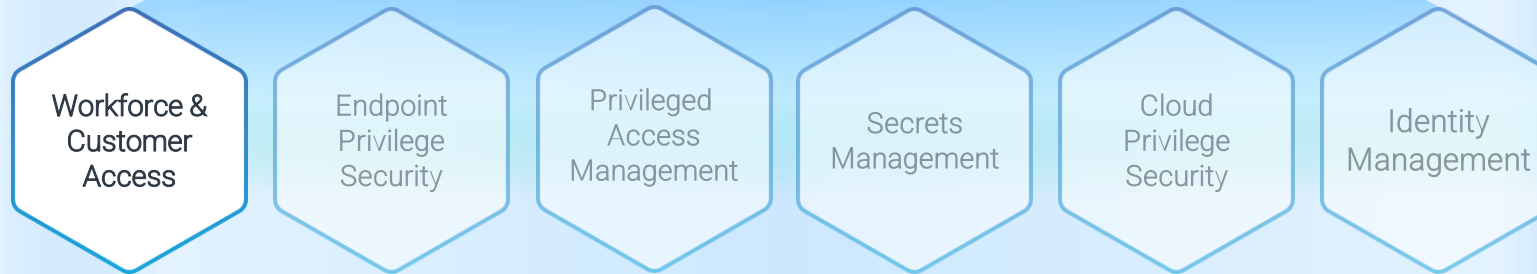 Workforce &
Customer
Access
Endpoint
Privilege
Security
Privileged
Access
Management
Secrets
Management
Cloud
Privilege
Security
Identity
Management